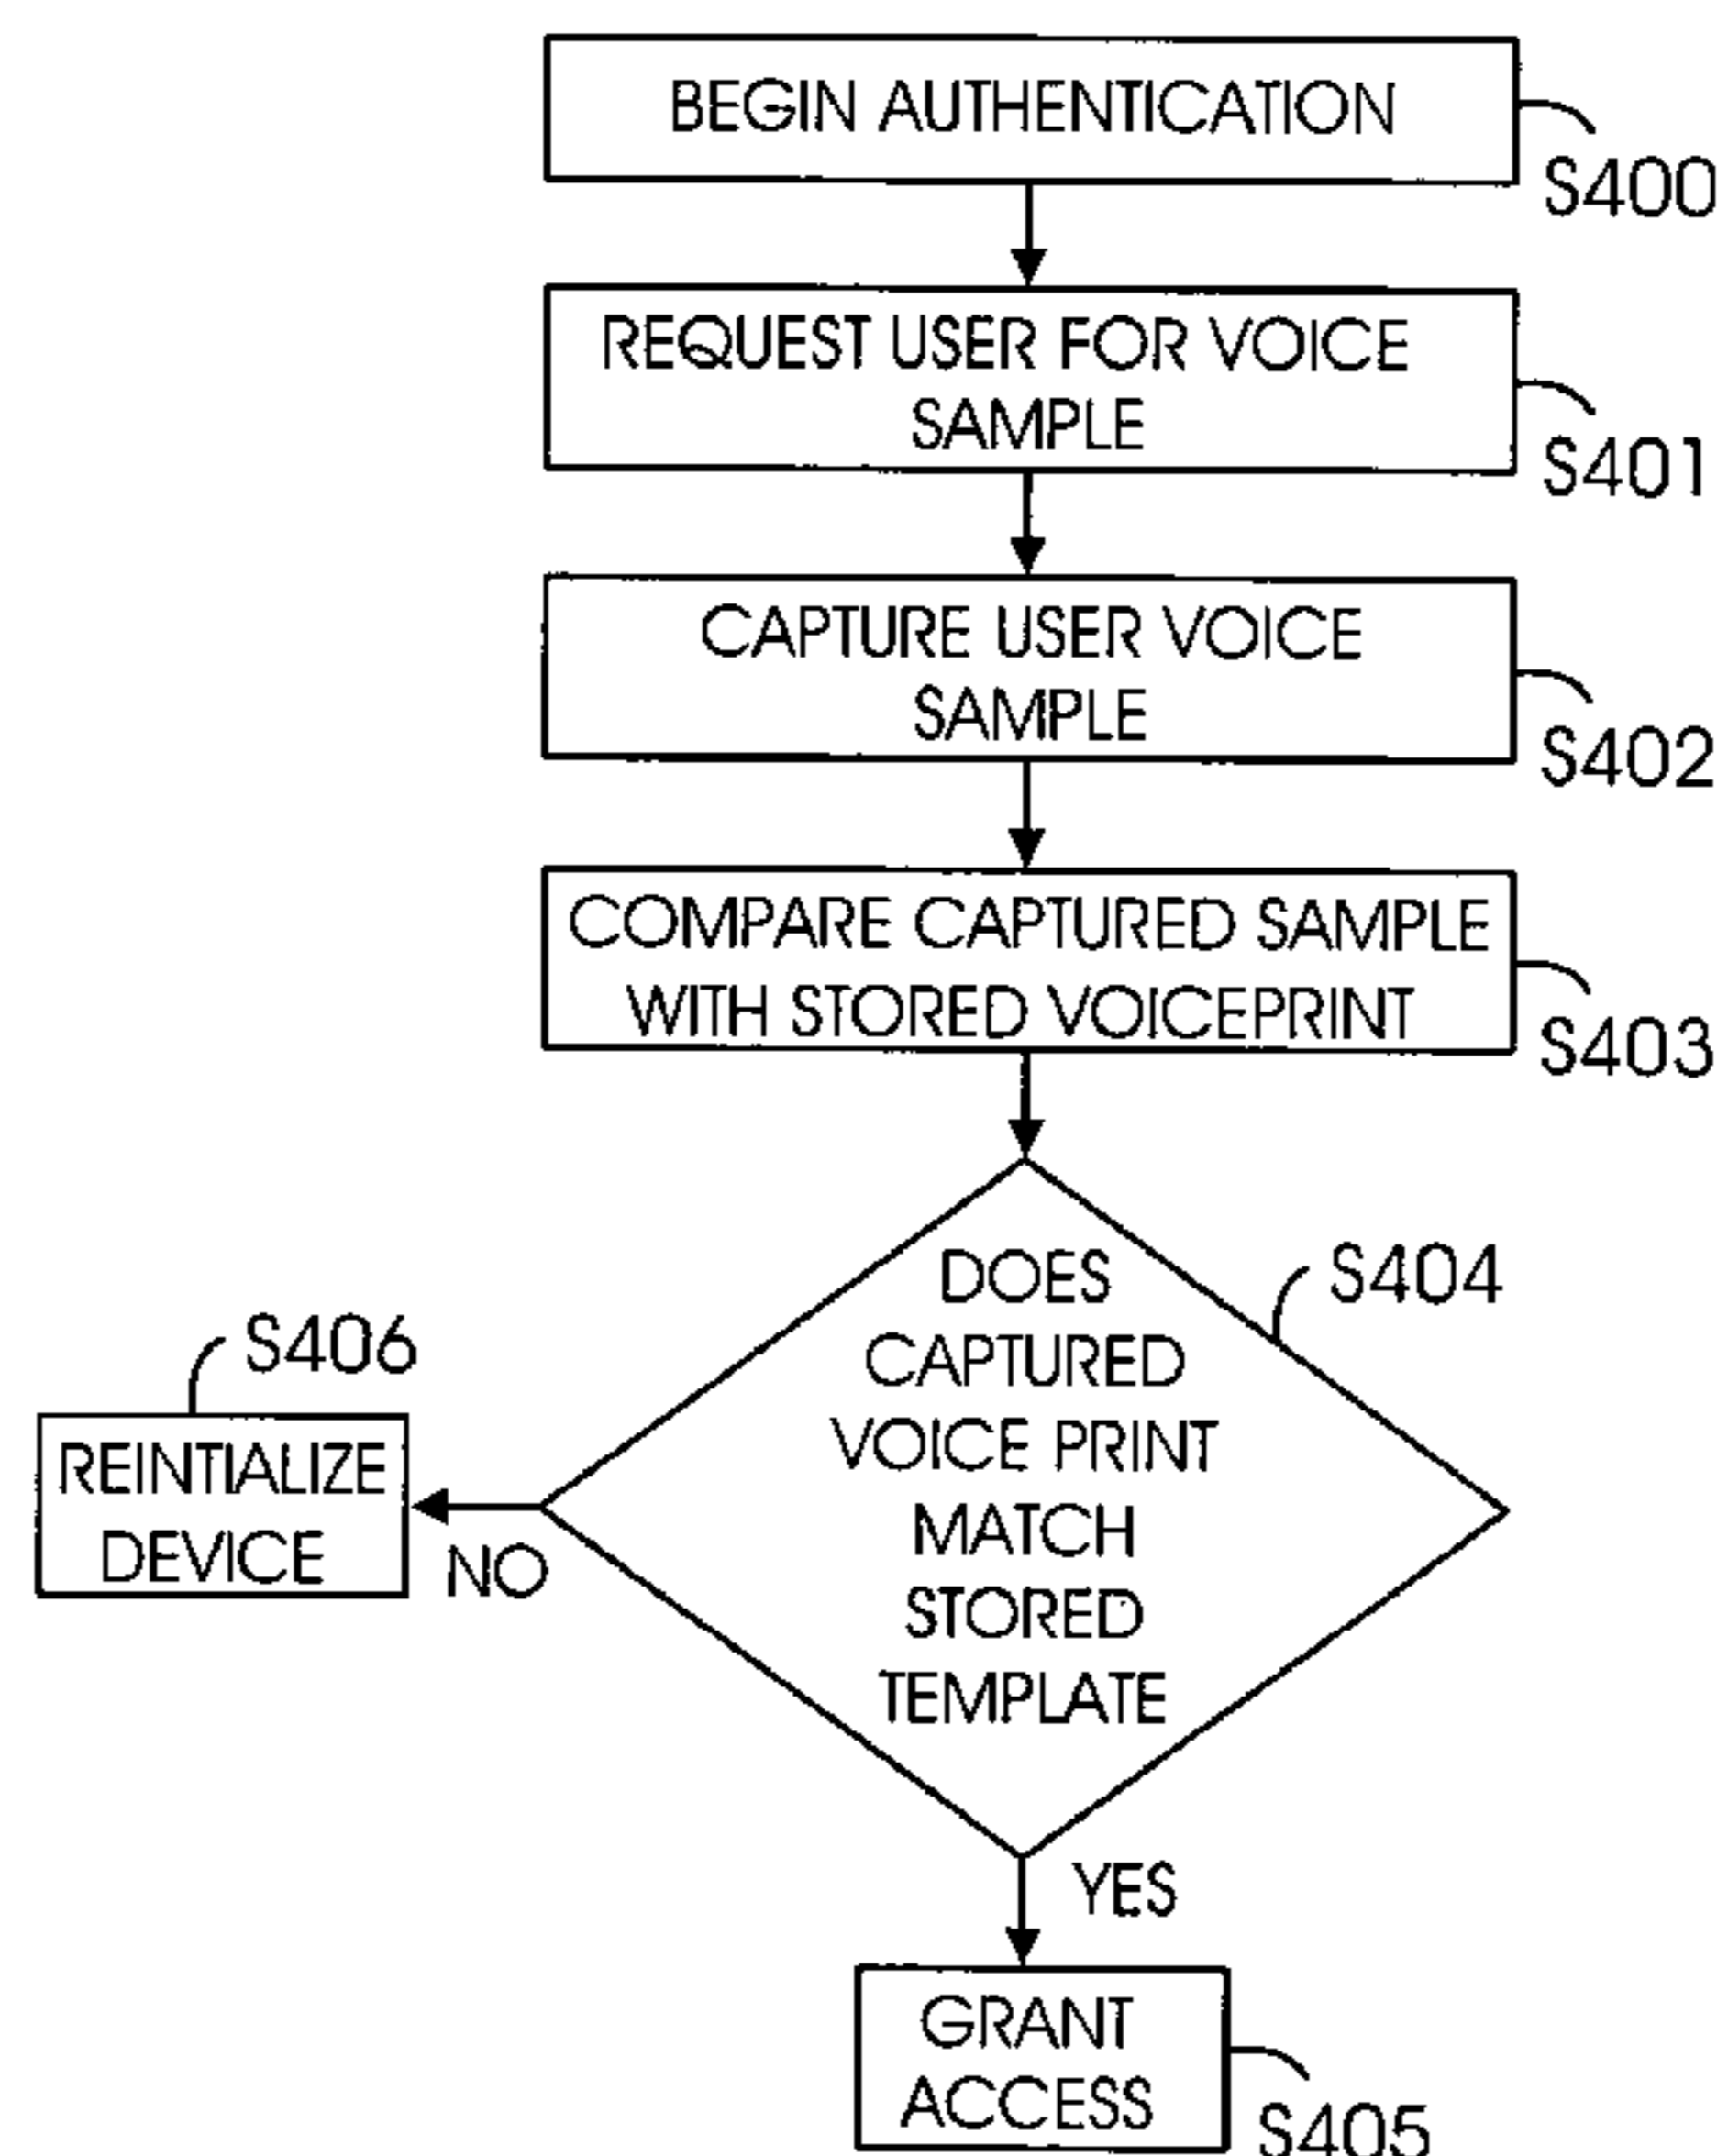 BEGIN AUTHENTICATION
S400
REQUEST USER FOR VOICE
SAMPLE
S401
CAPTURE USER VOICE
SAMPLE
S402
COMPARE CAPTURED SAMPLE
WITH STORED VOICEPRINT
S403
DOES
CAPTURED
VOICE PRINT
MATCH
STORED
TEMPLATE
S404
S406
REINTIALIZE
DEVICE
NO
YES
GRANT
ACCESS
S405